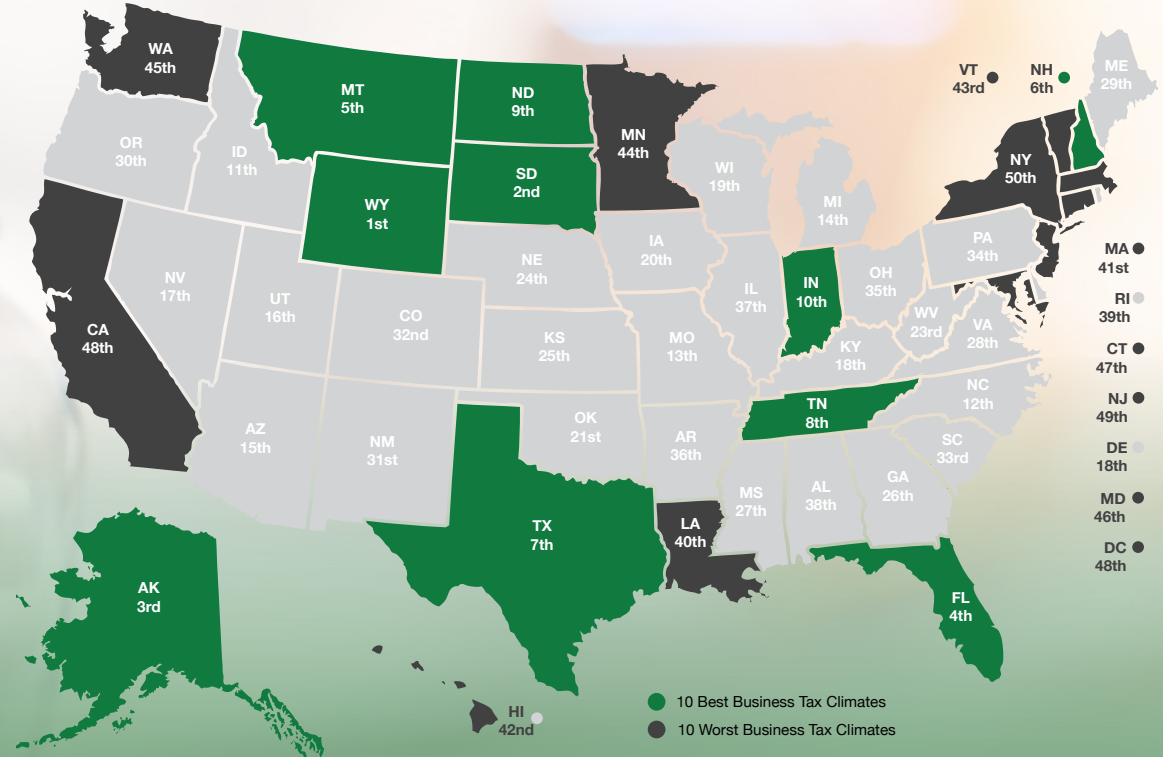 WA
45th
MT
5th
ND
9th
MN
44th
VT
43rd
NH
6th
ME
29th
OR
30th
ID
11th
SD
2nd
WI
19th
NY
50th
WY
1st
MI
14th
NV
17th
UT
16th
NE
24th
IA
20th
PA
34th
CO
32nd
IL
37th
IN
10th
OH
35th
WV
23rd
VA
28th
CA
48th
KS
25th
MO
13th
KY
18th
MA
41st
RI
39th
CT
47th
NJ
49th
DE
18th
MD
46th
DC
48th
AZ
15th
NM
31st
OK
21st
AR
36th
TN
8th
NC
12th
SC
33rd
MS
27th
AL
38th
GA
26th
TX
7th
LA
40th
FL
4th
AK
3rd
HI
42nd
10 Best Business Tax Climates
10 Worst Business Tax Climates